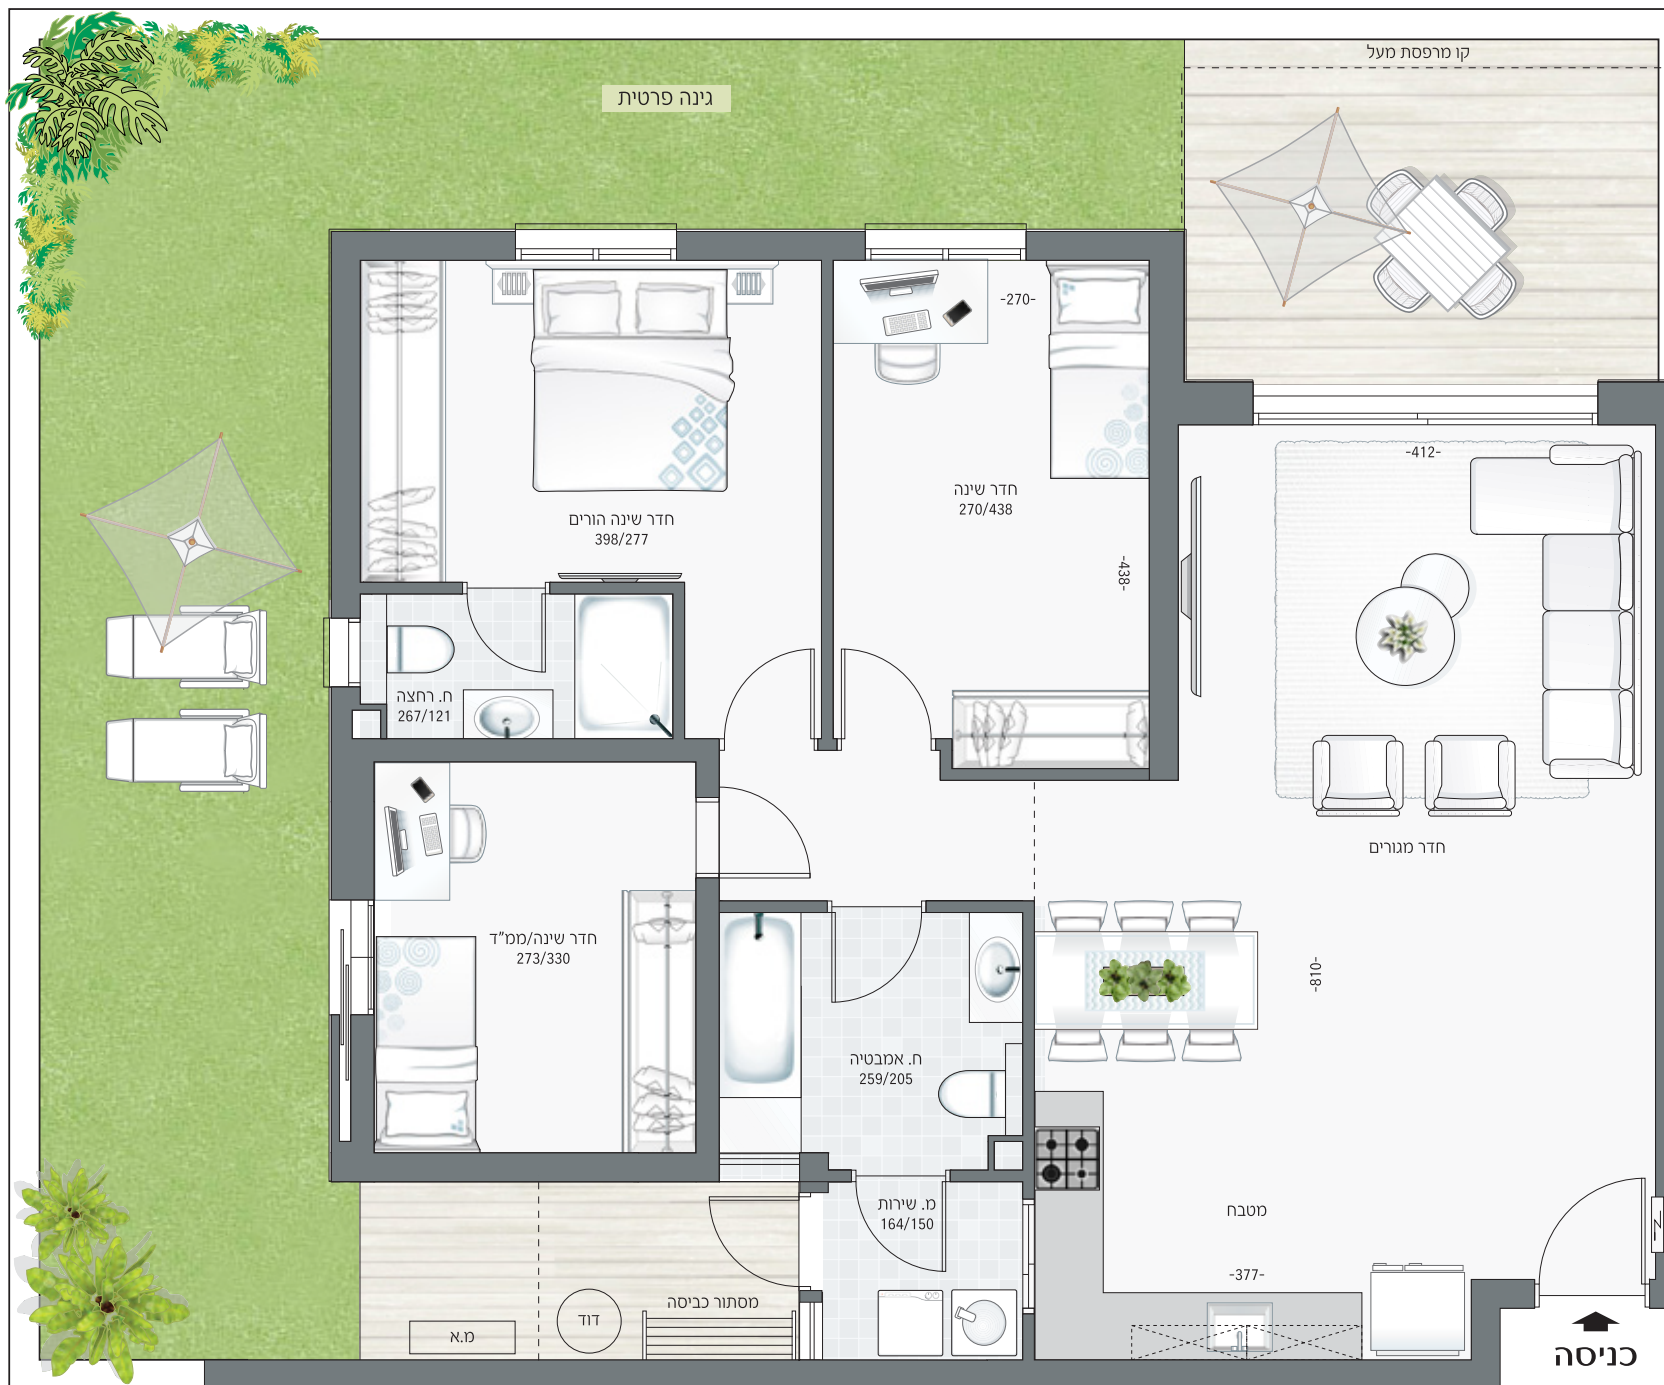 קו מרפסת מעל
גינה פרטית
-270-
-412-
חדר שינה
270/438
חדר שינה הורים
398/277
-438-
ח. רחצה
267/121
חדר מגורים
חדר שינה/ממ"ד
273/330
-810-
ח. אמבטיה
259/205
מ. שירות
164/150
מטבח
-377-
מסתור כביסה
דוד
מ.א
כניסה